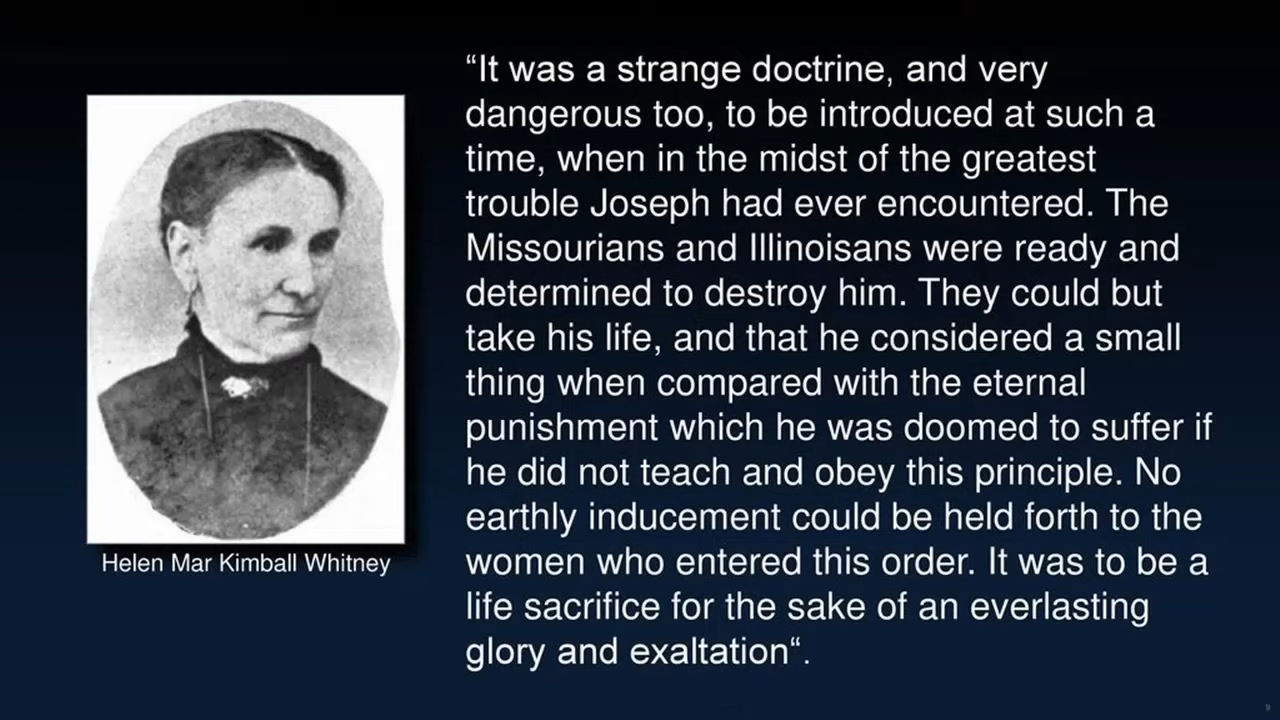 “It was a strange doctrine, and very
dangerous too, to be introduced at such a
time, when in the midst of the greatest
trouble Joseph had ever encountered. The
Missourians and Illinoisans were ready and
determined to destroy him. They could but
take his life, and that he considered a small
thing when compared with the eternal
punishment which he was doomed to suffer if
he did not teach and obey this principle. No
earthly inducement could be held forth to the
women who entered this order. It was to be a
life sacrifice for the sake of an everlasting
glory and exaltation“.
Helen Mar Kimball Whitney
9